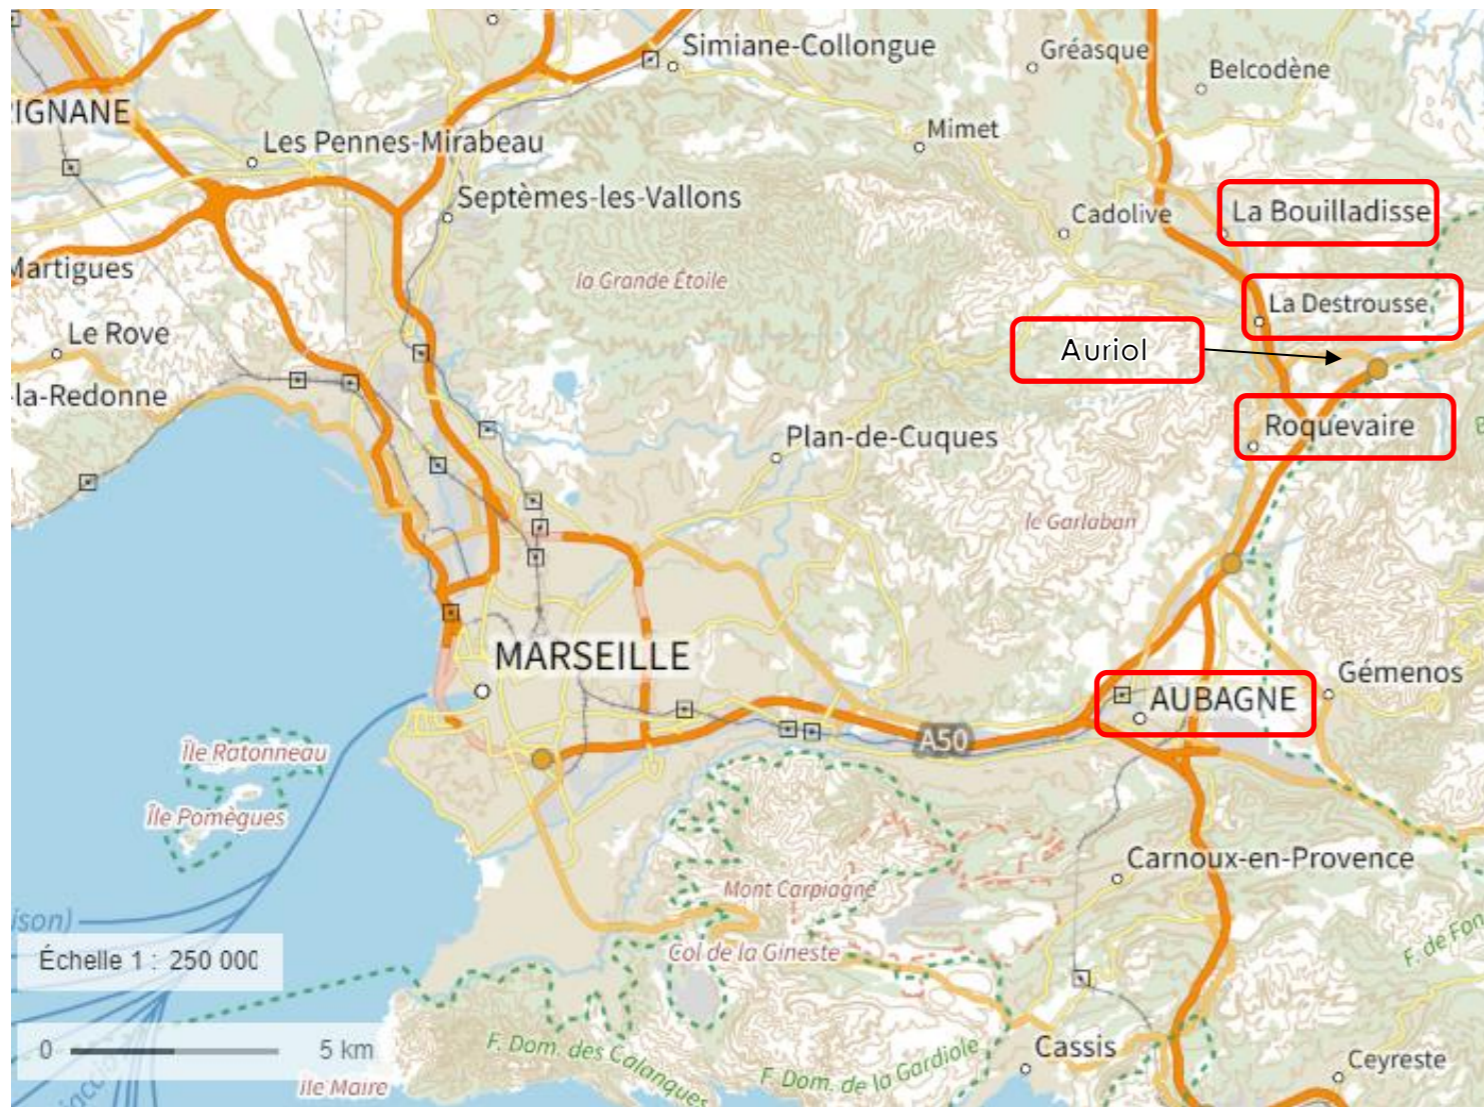 Simiane-Collongue
Gréasque
Belcodène
IGNANE
Les Pennes-Mirabeau
Mimet
Septèmes-les-Vallons
Cadolive
La Bouilladisse
Martigues
la Grande Étoile
La Destrousse
Le Rove
Auriol
-la-Redonne
Roquevaire
Plan-de-Cuques
le Garlaban
MARSEILLE
Gémenos
AUBAGNE
A50
Île Ratonneau
Île Pomègues
Carnoux-en-Provence
Mont Carpiagne
ison)
Col de la Gineste
F. de Fon
Échelle 1 : 250 000
0 5 km
F. Dom. des Calanques
F. Dom. de la Gardiole
Cassis
Ceyreste
Île Maire